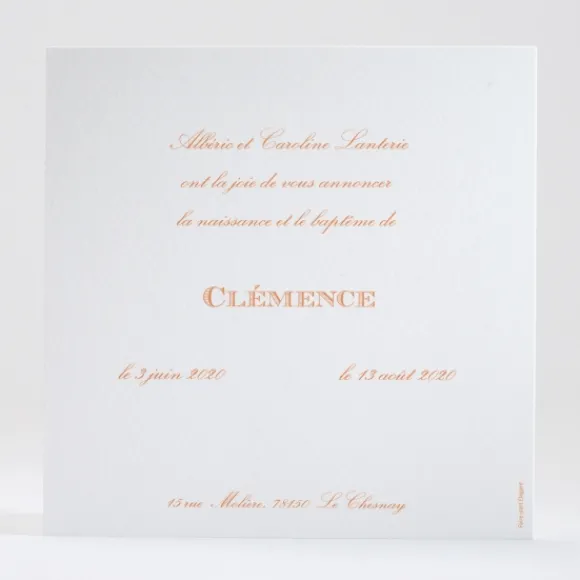 Albéric et Caroline Lanterie
ont la joie de vous annoncer
la naissance et le baptême de
CLÉMENCE
le 3 juin 2020
le 13 août 2020
15 rue Molière, 78150 Le Chesnay